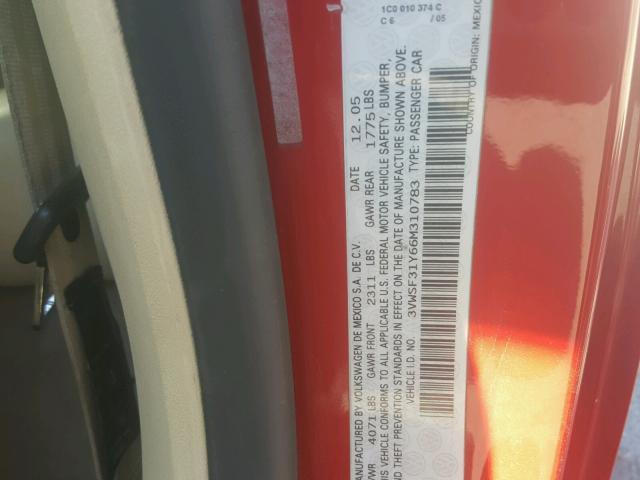 MANUFACTURED BY VOLKSWAGEN DE MEXICO S.A. DE C.V. DATE 12.05
GVWR 4071 LBS GAWR FRONT 2311 LBS GAWR REAR 1775 LBS
THIS VEHICLE CONFORMS TO ALL APPLICABLE U.S. FEDERAL MOTOR VEHICLE SAFETY, BUMPER,
AND THEFT PREVENTION STANDARDS IN EFFECT ON THE DATE OF MANUFACTURE SHOWN ABOVE.
VEHICLE I.D. NO. 3VWSF31Y66M310783 TYPE: PASSENGER CAR
COUNTRY OF ORIGIN: MEXICO
1C0 010 374 C
C 6 /05